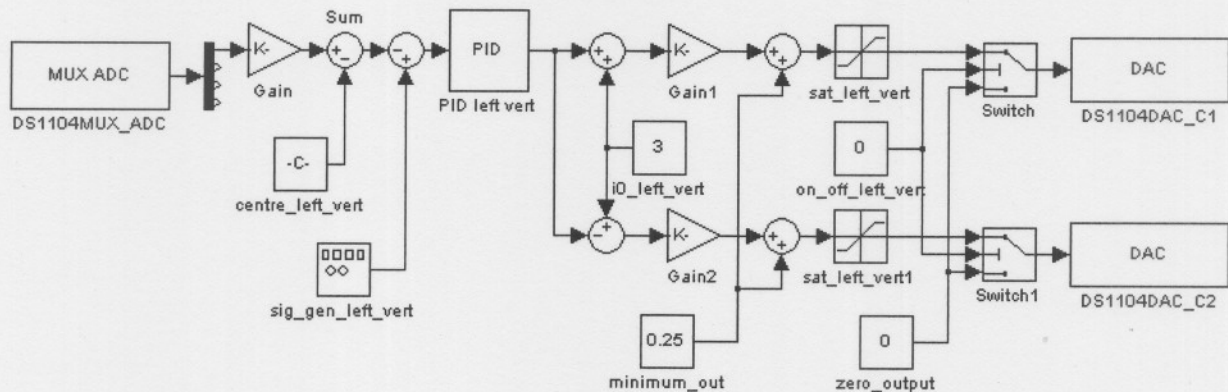 Sum
MUX ADC
DS1104MUX_ADC
K-
Gain
-C-
centre_left_vert
sig_gen_left_vert
PID
PID left vert
3
i0_left_vert
K-
Gain1
K-
Gain2
0.25
minimum_out
sat_left_vert
0
on_off_left_vert
sat_left_vert1
0
zero_output
Switch
Switch1
DAC
DS1104DAC_C1
DAC
DS1104DAC_C2